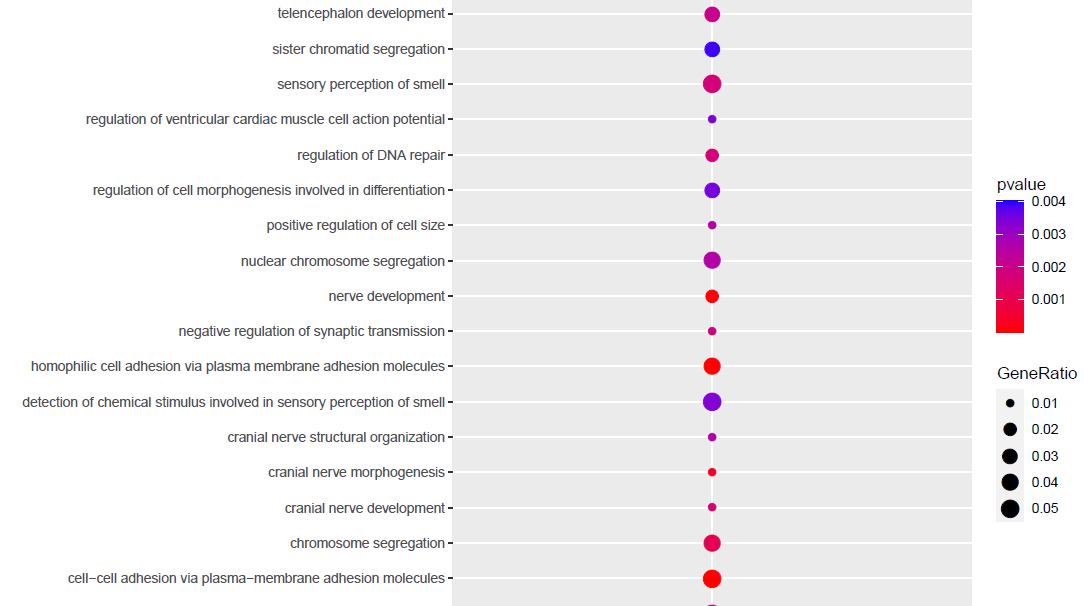 telencephalon development
sister chromatid segregation
sensory perception of smell
regulation of ventricular cardiac muscle cell action potential
regulation of DNA repair
regulation of cell morphogenesis involved in differentiation
positive regulation of cell size
nuclear chromosome segregation
nerve development
negative regulation of synaptic transmission
homophilic cell adhesion via plasma membrane adhesion molecules
detection of chemical stimulus involved in sensory perception of smell
cranial nerve structural organization
cranial nerve morphogenesis
cranial nerve development
chromosome segregation
cell−cell adhesion via plasma−membrane adhesion molecules
pvalue
0.004
0.003
0.002
0.001
GeneRatio
0.01
0.02
0.03
0.04
0.05